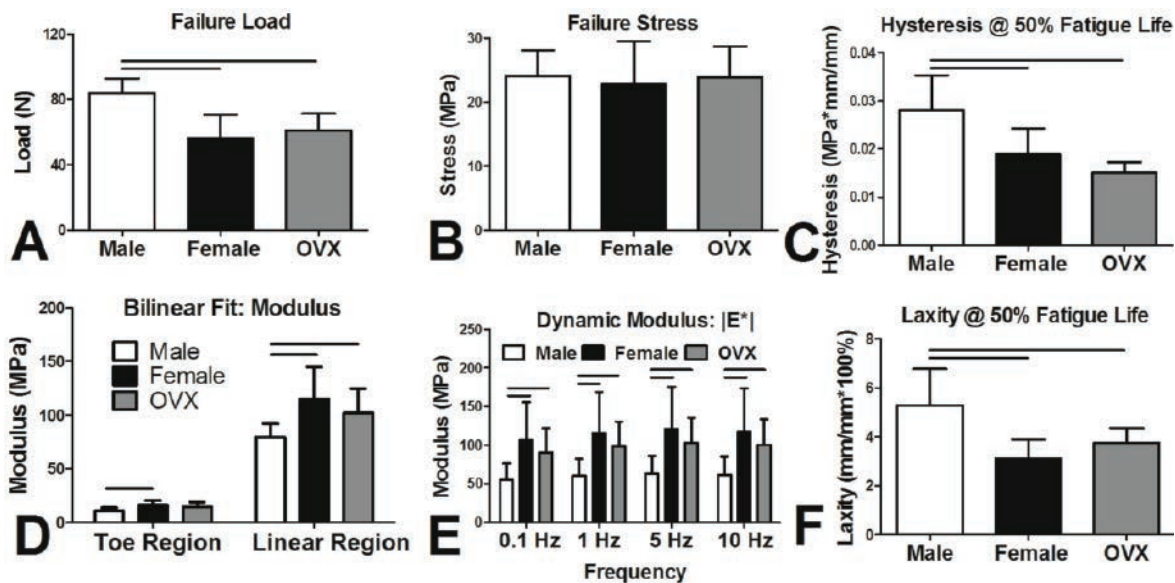 Failure Load
Load (N)
120
80
40
0
Male Female OVX
A
Failure Stress
Stress (MPa)
30
20
10
0
Male Female OVX
B
Hysteresis @ 50% Fatigue Life
Hysteresis (MPa*mm/mm)
0.04
0.03
0.02
0.01
0.00
Male Female OVX
C
Bilinear Fit: Modulus
Modulus (MPa)
200
150
100
50
0
Male
Female
OVX
Toe Region Linear Region
D
Dynamic Modulus: |E*|
Modulus (MPa)
250
200
150
100
50
0
Male Female OVX
0.1 Hz 1 Hz 5 Hz 10 Hz
Frequency
E
Laxity @ 50% Fatigue Life
Laxity (mm/mm*100%)
8
6
4
2
0
Male Female OVX
F